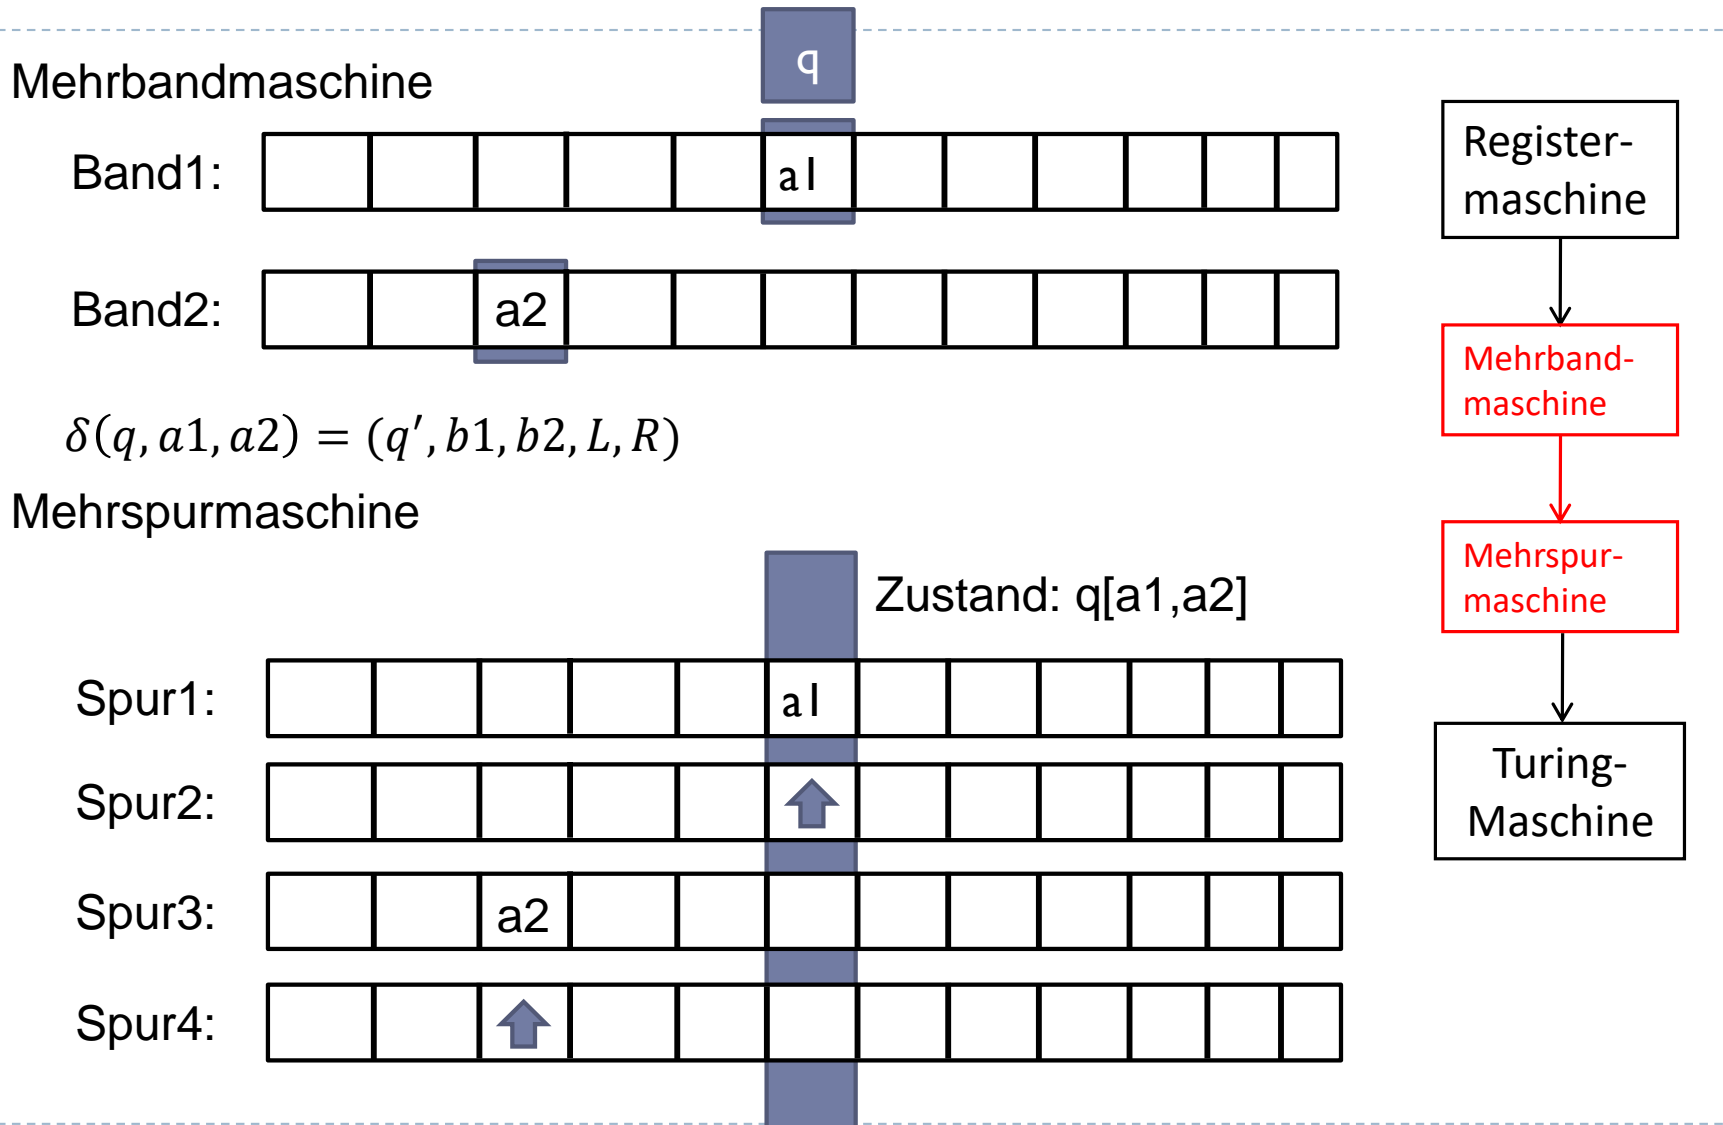 q
Mehrbandmaschine
Band1:
a1
Band2:
a2
δ(q, a1, a2) = (q′, b1, b2, L, R)
Mehrspurmaschine
Zustand: q[a1,a2]
Spur1:
a1
Spur2:
Spur3:
a2
Spur4:
Register-
maschine
Mehrband-
maschine
Mehrspur-
maschine
Turing-
Maschine